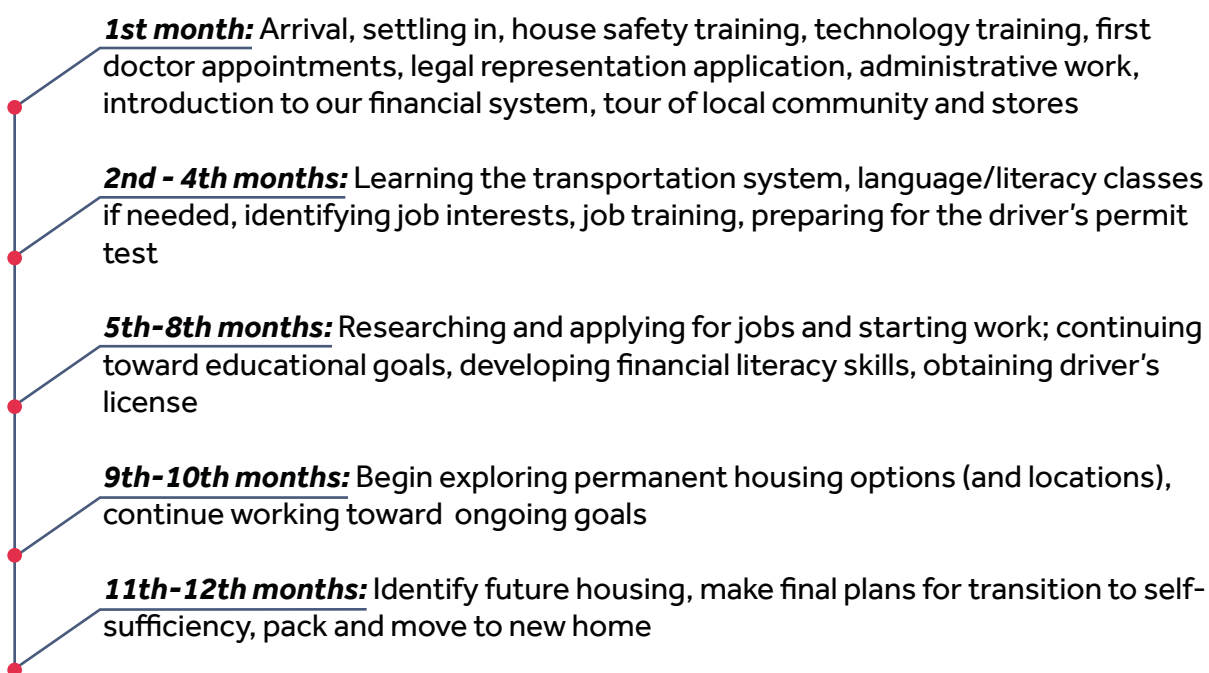 1st month: Arrival, settling in, house safety training, technology training, first
doctor appointments, legal representation application, administrative work,
introduction to our financial system, tour of local community and stores
2nd - 4th months: Learning the transportation system, language/literacy classes
if needed, identifying job interests, job training, preparing for the driver’s permit
test
5th-8th months: Researching and applying for jobs and starting work; continuing
toward educational goals, developing financial literacy skills, obtaining driver’s
license
9th-10th months: Begin exploring permanent housing options (and locations),
continue working toward  ongoing goals
11th-12th months: Identify future housing, make final plans for transition to self-
sufficiency, pack and move to new home